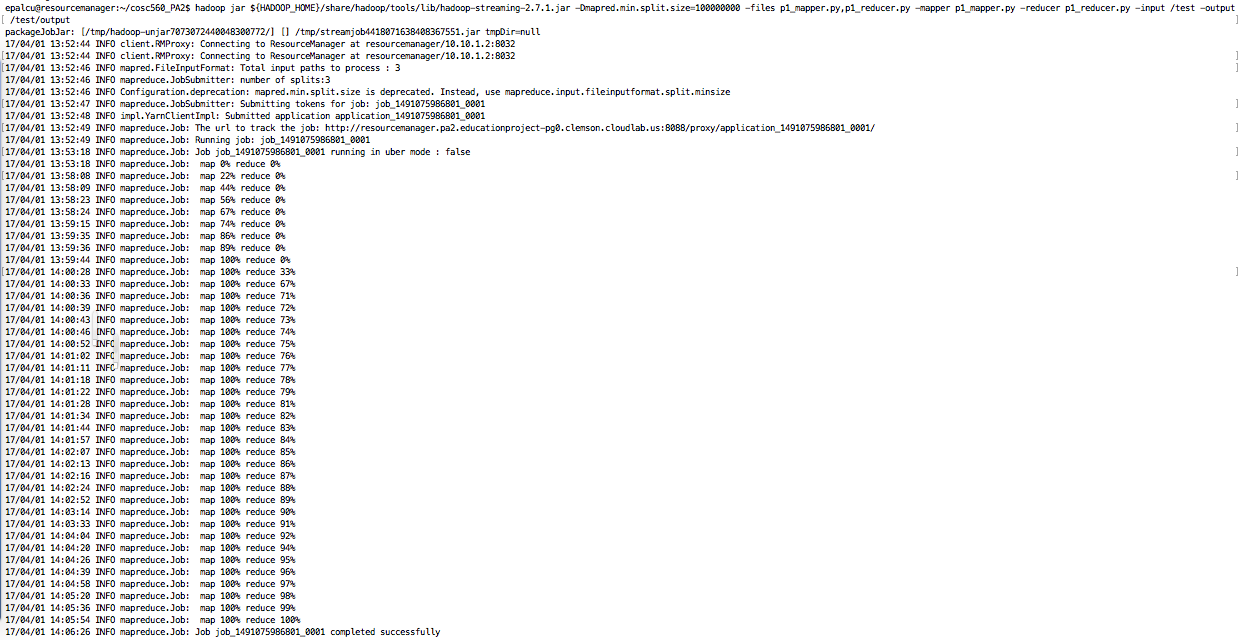 epalcu@resourcemanager:~/cosc560_PA2$ hadoop jar ${HADOOP_HOME}/share/hadoop/tools/lib/hadoop-streaming-2.7.1.jar -Dmapred.min.split.size=100000000 -files p1_mapper.py,p1_reducer.py -mapper p1_mapper.py -reducer p1_reducer.py -input /test -output
[ /test/output ]
packageJobJar: [/tmp/hadoop-unjar7073072440048300772/] [] /tmp/streamjob4418071638408367551.jar tmpDir=null
17/04/01 13:52:44 INFO client.RMProxy: Connecting to ResourceManager at resourcemanager/10.10.1.2:8032
[17/04/01 13:52:44 INFO client.RMProxy: Connecting to ResourceManager at resourcemanager/10.10.1.2:8032 ]
[17/04/01 13:52:46 INFO mapred.FileInputFormat: Total input paths to process : 3 ]
17/04/01 13:52:46 INFO mapreduce.JobSubmitter: number of splits:3
17/04/01 13:52:46 INFO Configuration.deprecation: mapred.min.split.size is deprecated. Instead, use mapreduce.input.fileinputformat.split.minsize
[17/04/01 13:52:47 INFO mapreduce.JobSubmitter: Submitting tokens for job: job_1491075986801_0001 ]
17/04/01 13:52:48 INFO impl.YarnClientImpl: Submitted application application_1491075986801_0001
[17/04/01 13:52:49 INFO mapreduce.Job: The url to track the job: http://resourcemanager.pa2.educationproject-pg0.clemson.cloudlab.us:8088/proxy/application_1491075986801_0001/ ]
17/04/01 13:52:49 INFO mapreduce.Job: Running job: job_1491075986801_0001
[17/04/01 13:53:18 INFO mapreduce.Job: Job job_1491075986801_0001 running in uber mode : false ]
17/04/01 13:53:18 INFO mapreduce.Job:  map 0% reduce 0%
[17/04/01 13:58:08 INFO mapreduce.Job:  map 22% reduce 0% ]
17/04/01 13:58:09 INFO mapreduce.Job:  map 44% reduce 0%
17/04/01 13:58:23 INFO mapreduce.Job:  map 56% reduce 0%
17/04/01 13:58:24 INFO mapreduce.Job:  map 67% reduce 0%
17/04/01 13:59:15 INFO mapreduce.Job:  map 74% reduce 0%
17/04/01 13:59:35 INFO mapreduce.Job:  map 86% reduce 0%
17/04/01 13:59:36 INFO mapreduce.Job:  map 89% reduce 0%
17/04/01 13:59:44 INFO mapreduce.Job:  map 100% reduce 0%
[17/04/01 14:00:28 INFO mapreduce.Job:  map 100% reduce 33% ]
17/04/01 14:00:33 INFO mapreduce.Job:  map 100% reduce 67%
17/04/01 14:00:36 INFO mapreduce.Job:  map 100% reduce 71%
17/04/01 14:00:39 INFO mapreduce.Job:  map 100% reduce 72%
17/04/01 14:00:43 INFO mapreduce.Job:  map 100% reduce 73%
17/04/01 14:00:46 INFO mapreduce.Job:  map 100% reduce 74%
17/04/01 14:00:52 INFO mapreduce.Job:  map 100% reduce 75%
17/04/01 14:01:02 INFO mapreduce.Job:  map 100% reduce 76%
17/04/01 14:01:11 INFO mapreduce.Job:  map 100% reduce 77%
17/04/01 14:01:18 INFO mapreduce.Job:  map 100% reduce 78%
17/04/01 14:01:22 INFO mapreduce.Job:  map 100% reduce 79%
17/04/01 14:01:28 INFO mapreduce.Job:  map 100% reduce 81%
17/04/01 14:01:34 INFO mapreduce.Job:  map 100% reduce 82%
17/04/01 14:01:44 INFO mapreduce.Job:  map 100% reduce 83%
17/04/01 14:01:57 INFO mapreduce.Job:  map 100% reduce 84%
17/04/01 14:02:07 INFO mapreduce.Job:  map 100% reduce 85%
17/04/01 14:02:13 INFO mapreduce.Job:  map 100% reduce 86%
17/04/01 14:02:16 INFO mapreduce.Job:  map 100% reduce 87%
17/04/01 14:02:24 INFO mapreduce.Job:  map 100% reduce 88%
17/04/01 14:02:52 INFO mapreduce.Job:  map 100% reduce 89%
17/04/01 14:03:14 INFO mapreduce.Job:  map 100% reduce 90%
17/04/01 14:03:33 INFO mapreduce.Job:  map 100% reduce 91%
17/04/01 14:04:04 INFO mapreduce.Job:  map 100% reduce 92%
17/04/01 14:04:20 INFO mapreduce.Job:  map 100% reduce 94%
17/04/01 14:04:26 INFO mapreduce.Job:  map 100% reduce 95%
17/04/01 14:04:39 INFO mapreduce.Job:  map 100% reduce 96%
17/04/01 14:04:58 INFO mapreduce.Job:  map 100% reduce 97%
17/04/01 14:05:20 INFO mapreduce.Job:  map 100% reduce 98%
17/04/01 14:05:36 INFO mapreduce.Job:  map 100% reduce 99%
17/04/01 14:05:54 INFO mapreduce.Job:  map 100% reduce 100%
17/04/01 14:06:26 INFO mapreduce.Job: Job job_1491075986801_0001 completed successfully